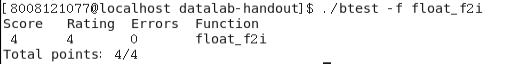 [8008121077@localhost datalab-handout]$ ./btest -f float_f2i
Score Rating Errors Function
4 4 0 float_f2i
Total points: 4/4